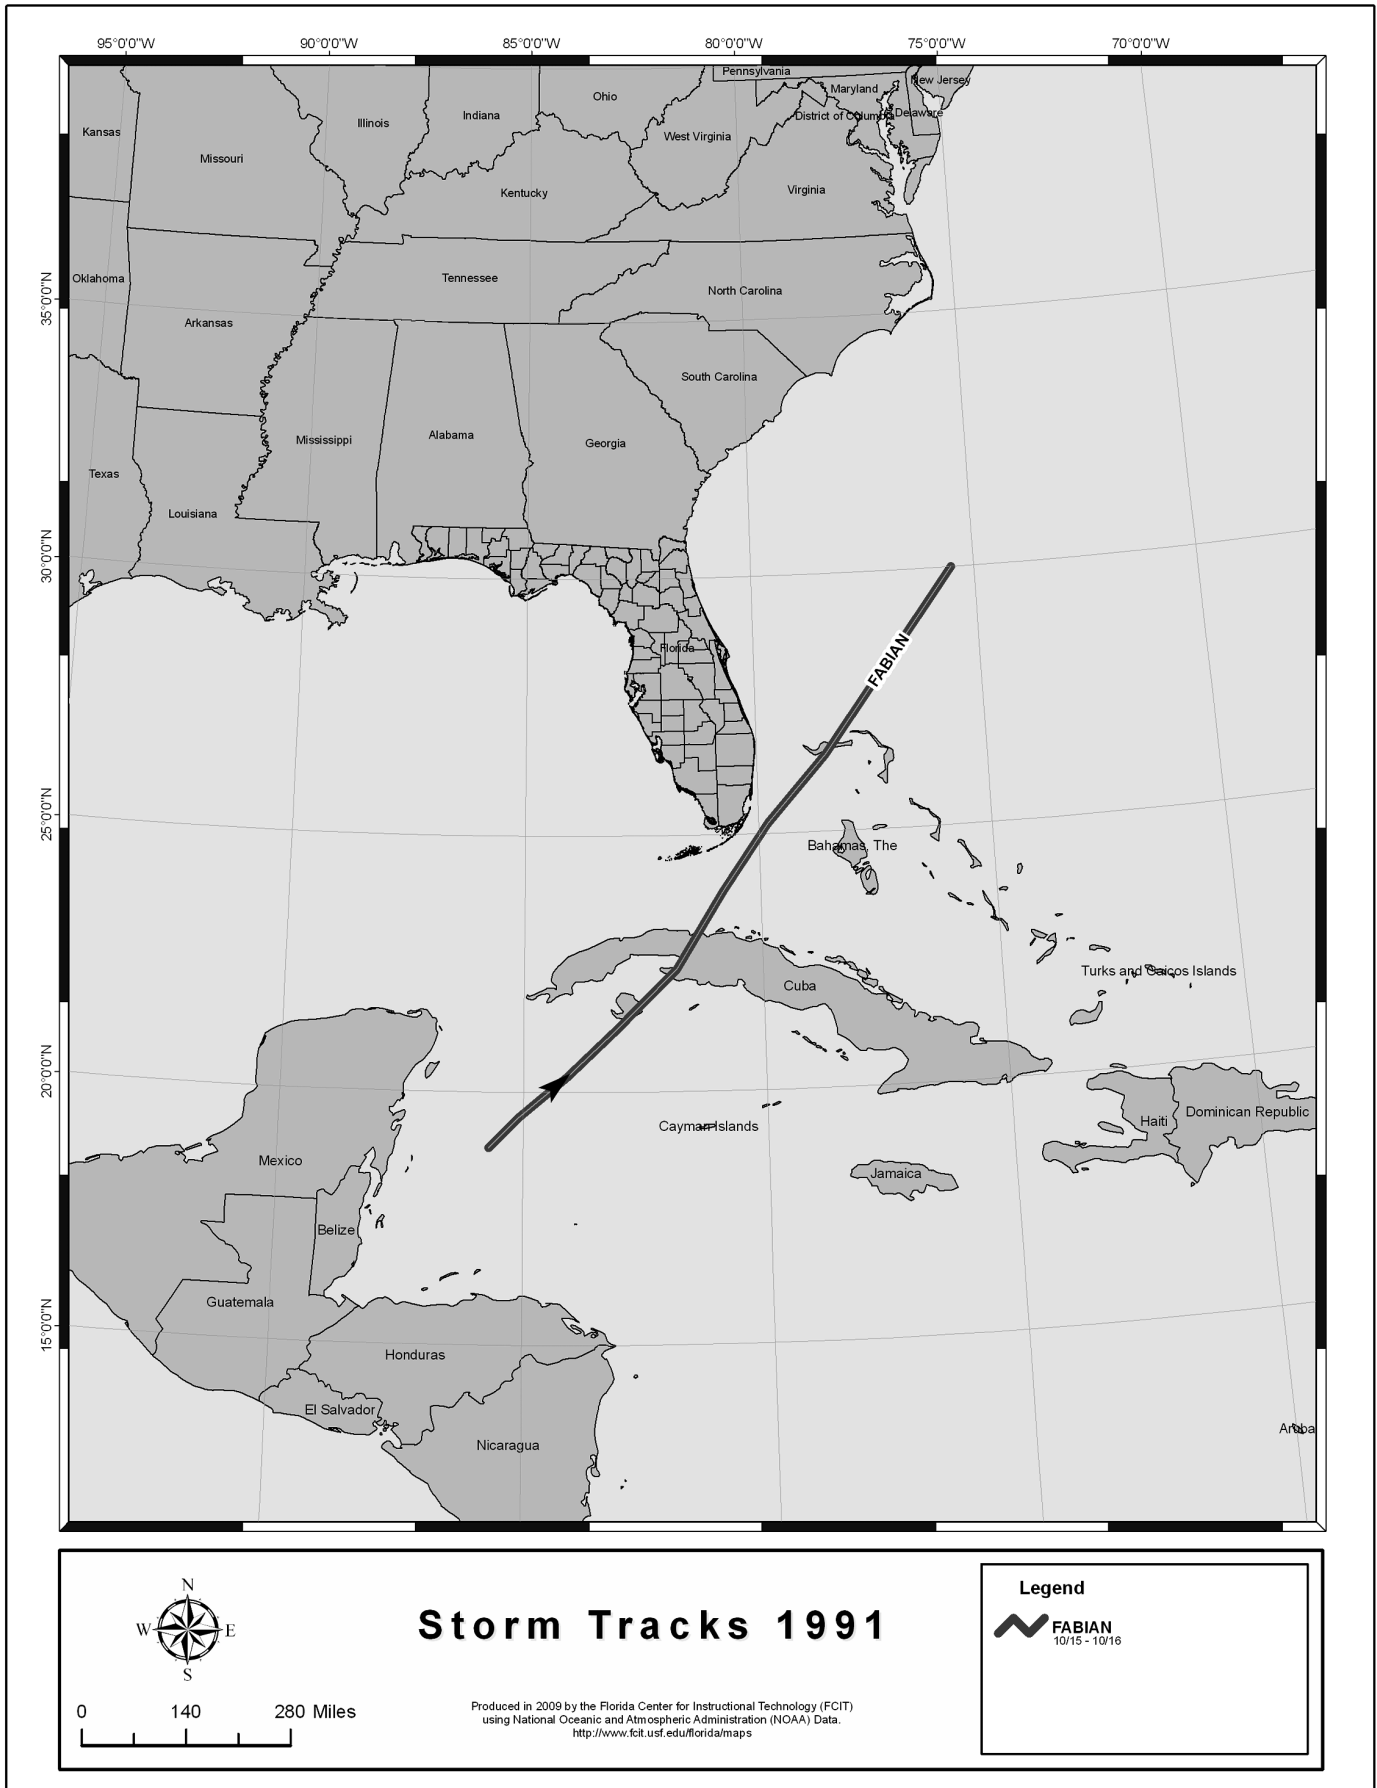 95°0'0"W 90°0'0"W 85°0'0"W 80°0'0"W 75°0'0"W 70°0'0"W
Pennsylvania
New Jersey
Maryland
Ohio
Indiana
Illinois
District of Columbia
Delaware
Kansas
West Virginia
Missouri
Kentucky
Virginia
35°0'0"N
Oklahoma
Tennessee
North Carolina
Arkansas
South Carolina
Mississippi
Alabama
Georgia
Texas
Louisiana
30°0'0"N
Florida
FABIAN
25°0'0"N
Bahamas, The
Turks and Caicos Islands
Cuba
20°0'0"N
Dominican Republic
Haiti
Cayman Islands
Mexico
Jamaica
Belize
Guatemala
15°0'0"N
Honduras
El Salvador
Aruba
Nicaragua
N
W E
S
0 140 280 Miles
Storm Tracks 1991
Produced in 2009 by the Florida Center for Instructional Technology (FCIT)
using National Oceanic and Atmospheric Administration (NOAA) Data.
http://www.fcit.usf.edu/florida/maps
Legend
FABIAN
10/15 - 10/16